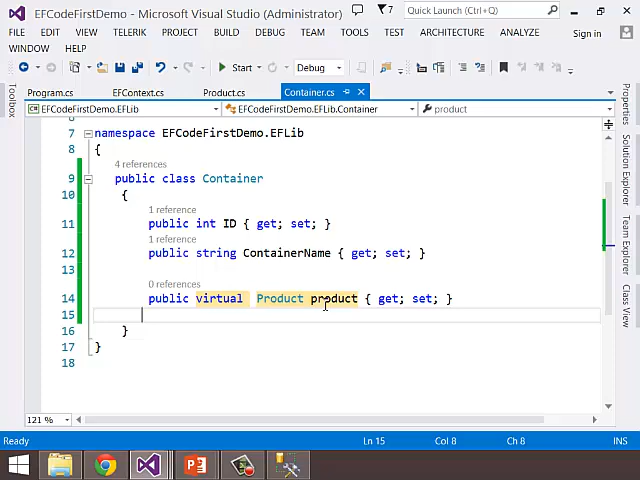 EFCodeFirstDemo - Microsoft Visual Studio (Administrator)
7
Quick Launch (Ctrl+Q)
FILE EDIT VIEW TELERIK PROJECT BUILD DEBUG TEAM TOOLS TEST ARCHITECTURE ANALYZE
Sign in
WINDOW HELP
Start
Debug
Toolbox
Program.cs EFContext.cs Product.cs Container.cs
EFCodeFirstDemo.EFLib EFCodeFirstDemo.EFLib.Container product
7 namespace EFCodeFirstDemo.EFLib
8 {
4 references
9 public class Container
10 {
1 reference
11 public int ID { get; set; }
1 reference
12 public string ContainerName { get; set; }
13
0 references
14 public virtual Product product { get; set; }
15
16 }
17 }
18
Properties
Solution Explorer
Team Explorer
Class View
121 %
Ready Ln 15 Col 8 Ch 8 INS